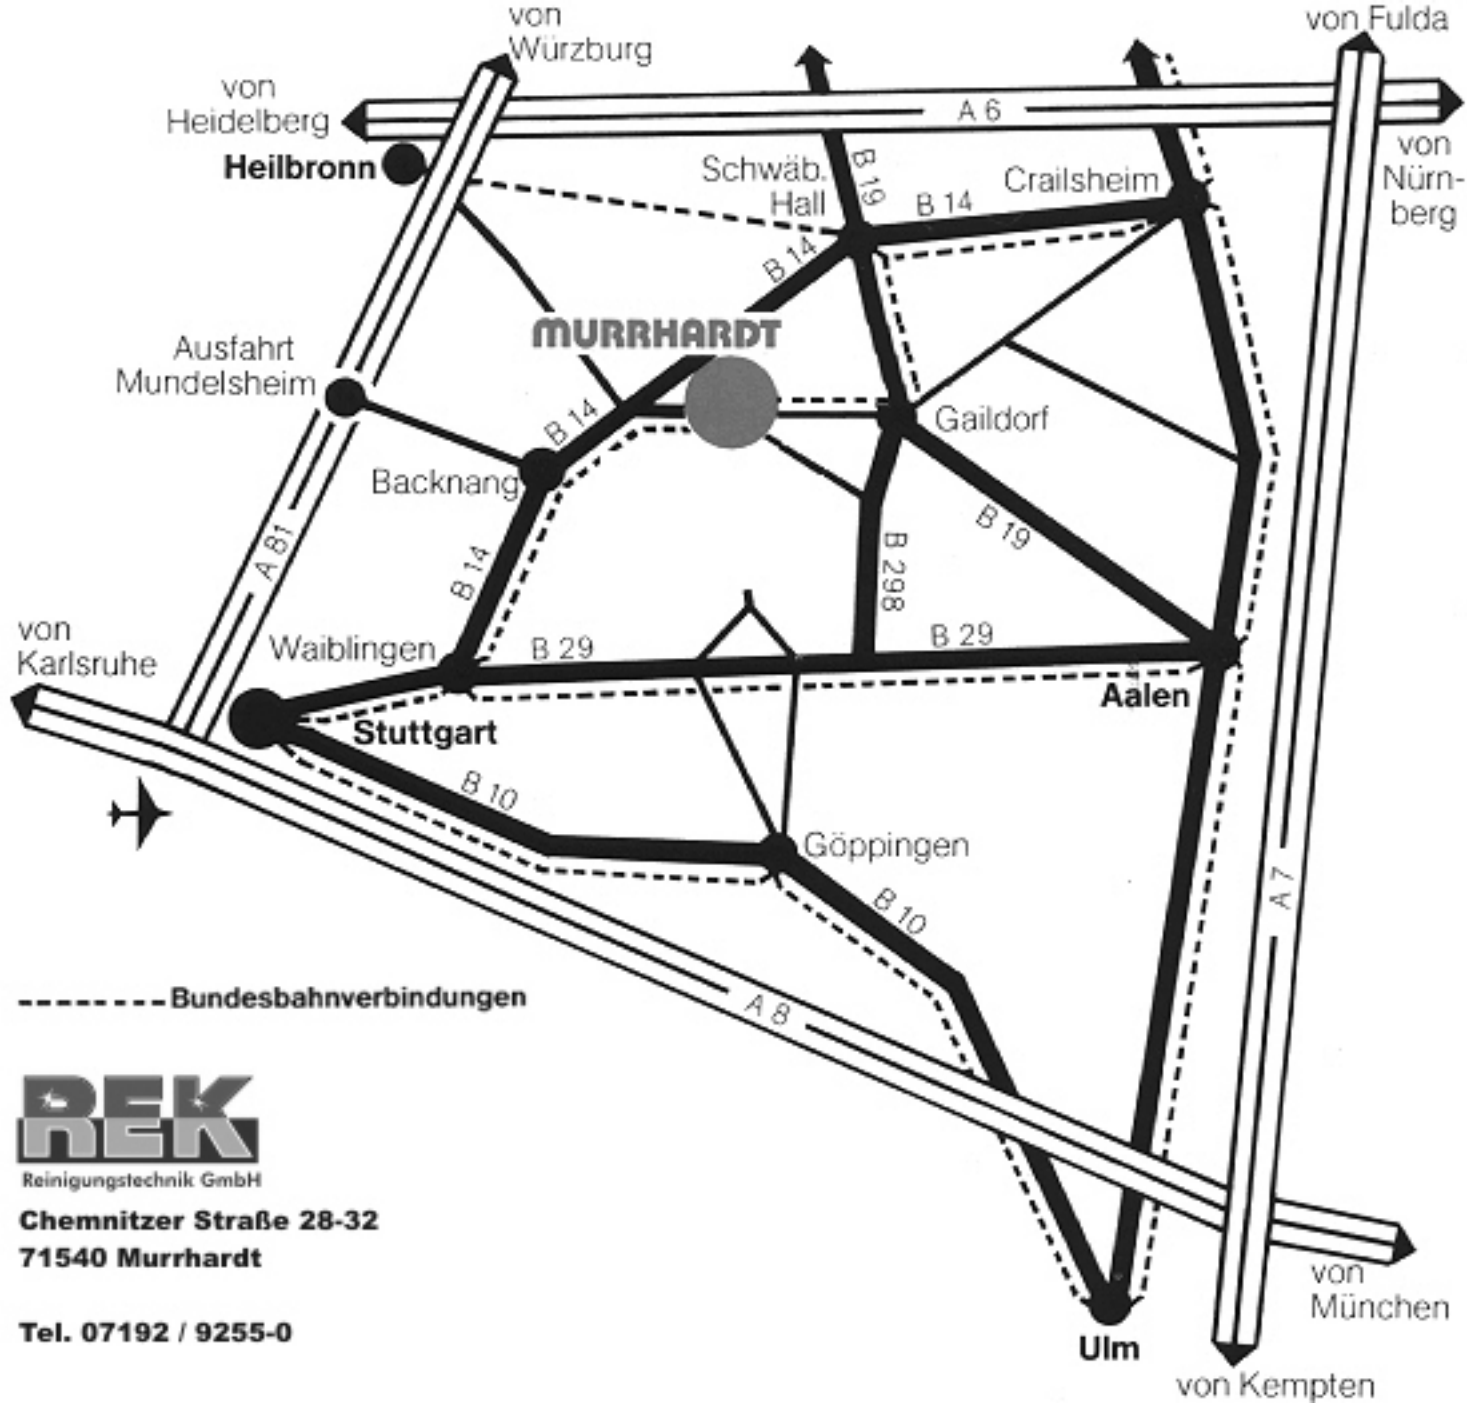 von
Würzburg
von Fulda
von
Heidelberg
A 6
Heilbronn
von
Nürn-
berg
Schwäb.
Hall
B 19
Crailsheim
B 14
B 14
MURRHARDT
Ausfahrt
Mundelsheim
B 14
Gaildorf
Backnang
B 19
A 81
B 14
B 298
von
Karlsruhe
Waiblingen
B 29
B 29
Aalen
Stuttgart
B 10
Göppingen
A 7
B 10
Bundesbahnverbindungen
A 8
REK
Reinigungstechnik GmbH
Chemnitzer Straße 28-32
71540 Murrhardt
Tel. 07192 / 9255-0
von
München
Ulm
von Kempten